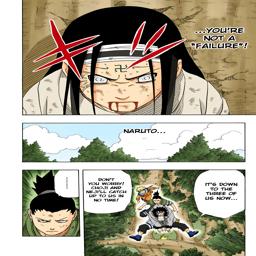 ...YOU'RE
NOT A
"FAILURE"!
NARUTO...
IT'S DOWN
TO THE
THREE OF
US NOW...
DON'T
YOU WORRY!
CHOJI AND
NEJI'LL CATCH
UP TO US IN
NO TIME!